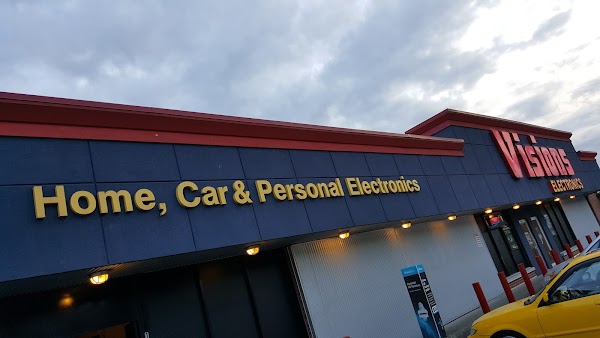 Home, Car & Personal Electronics
Visions
ELECTRONICS